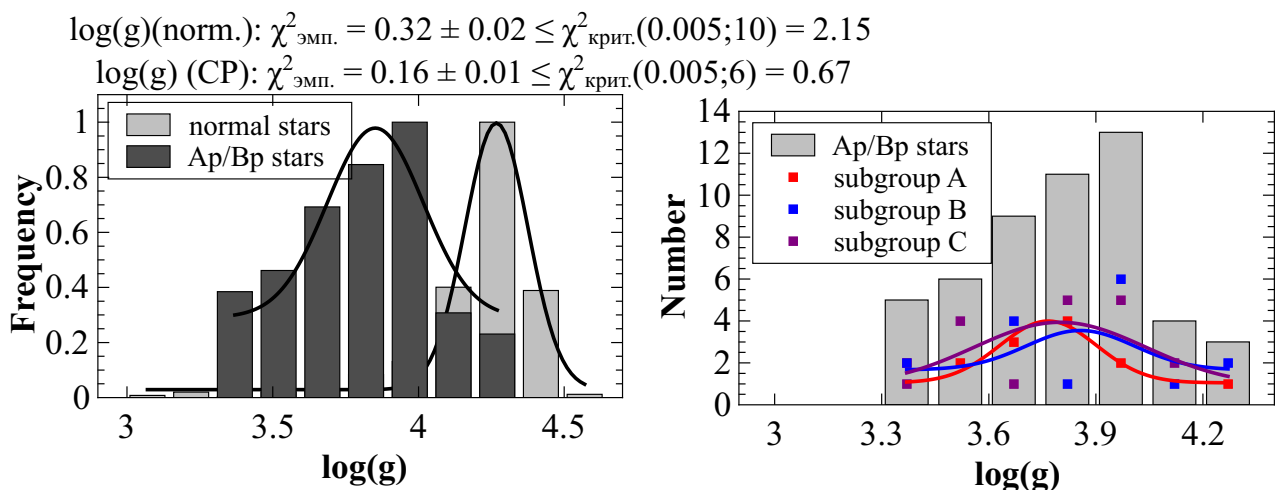 log(g)(norm.): χ²эмп. = 0.32 ± 0.02 ≤ χ²крит.(0.005;10) = 2.15
log(g) (CP): χ²эмп. = 0.16 ± 0.01 ≤ χ²крит.(0.005;6) = 0.67
normal stars
Ap/Bp stars
Frequency
1
0.8
0.6
0.4
0.2
0
3
3.5
4
4.5
log(g)
Ap/Bp stars
subgroup A
subgroup B
subgroup C
Number
14
12
10
8
6
4
2
0
3
3.3
3.6
3.9
4.2
log(g)